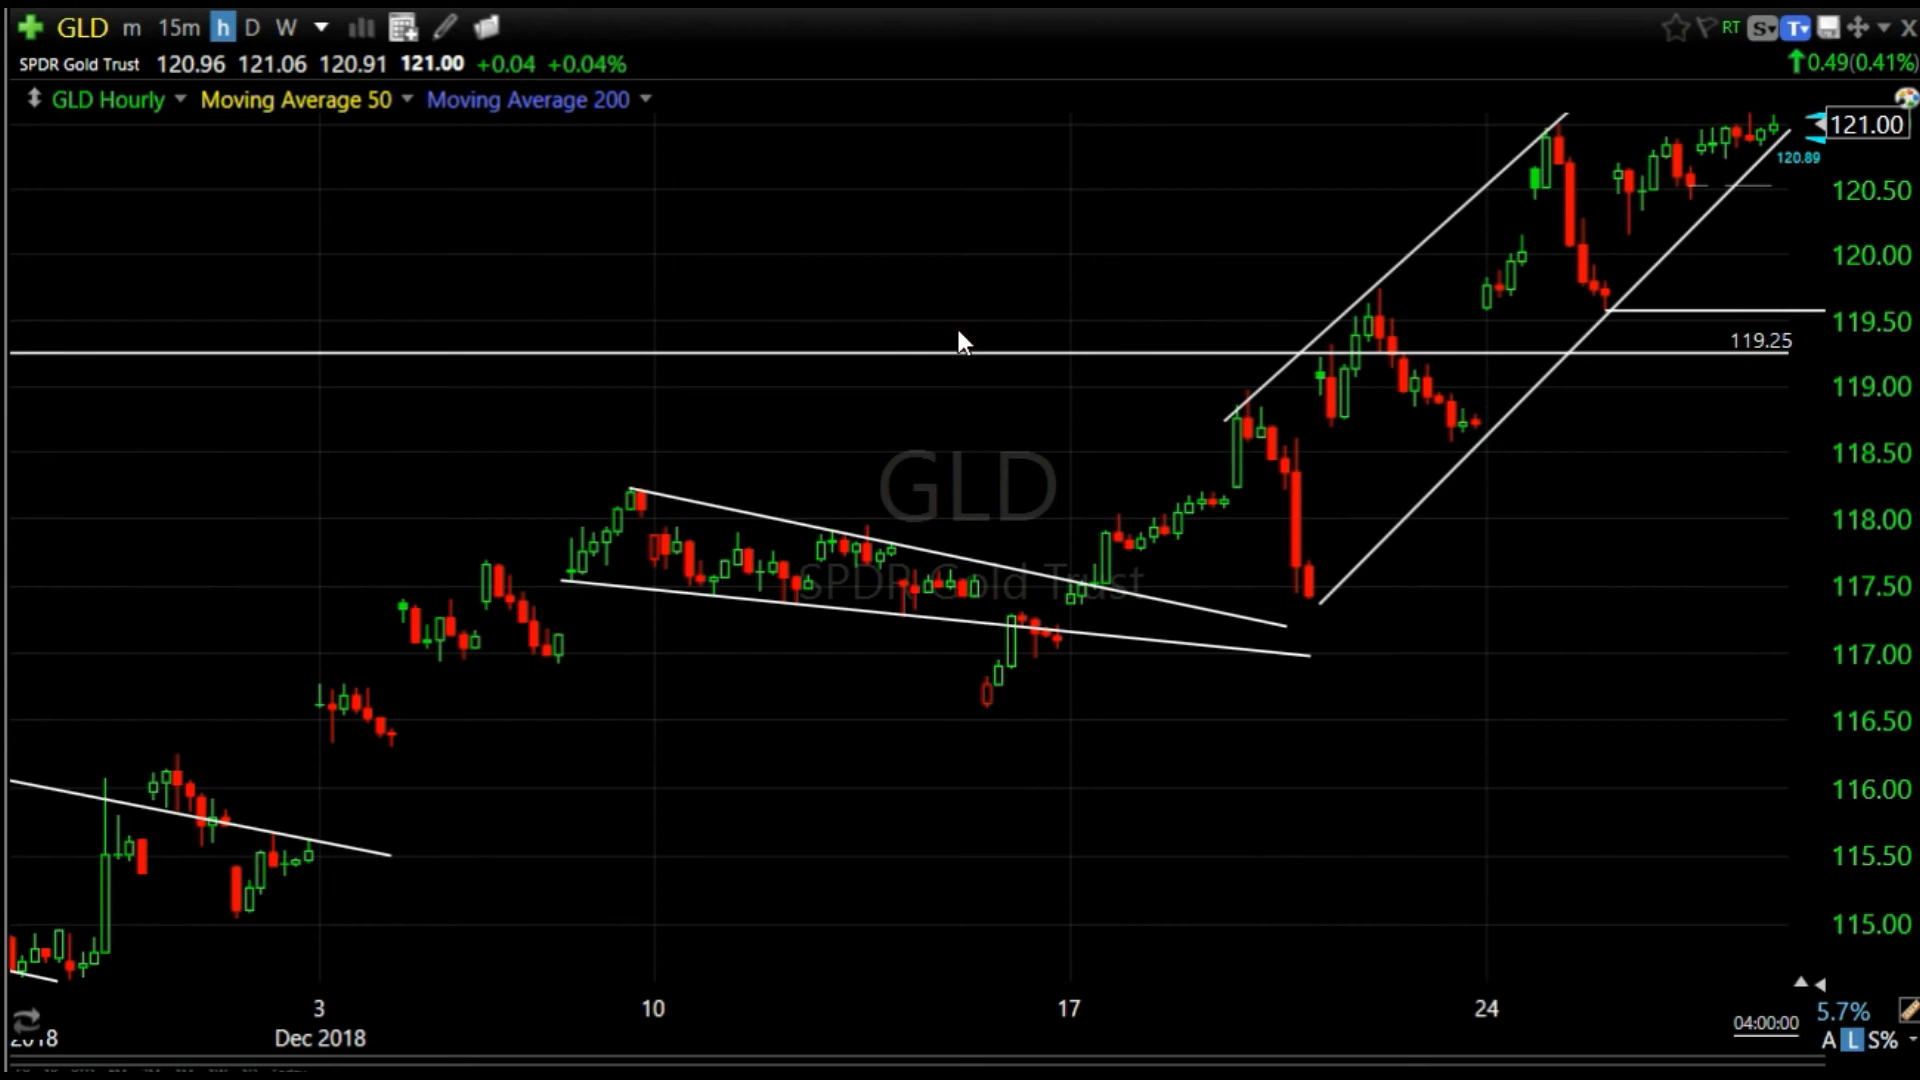 GLD m 15m h D W RT S T X
SPDR Gold Trust 120.96 121.06 120.91 121.00 +0.04 +0.04% 0.49(0.41%)
GLD Hourly Moving Average 50 Moving Average 200
121.00
120.89
120.50
120.00
119.50
119.25
119.00
118.50
GLD
118.00
SPDR Gold Trust
117.50
117.00
116.50
116.00
115.50
115.00
3 10 17 24
Dec 2018
5.7%
04:00:00
A L S%